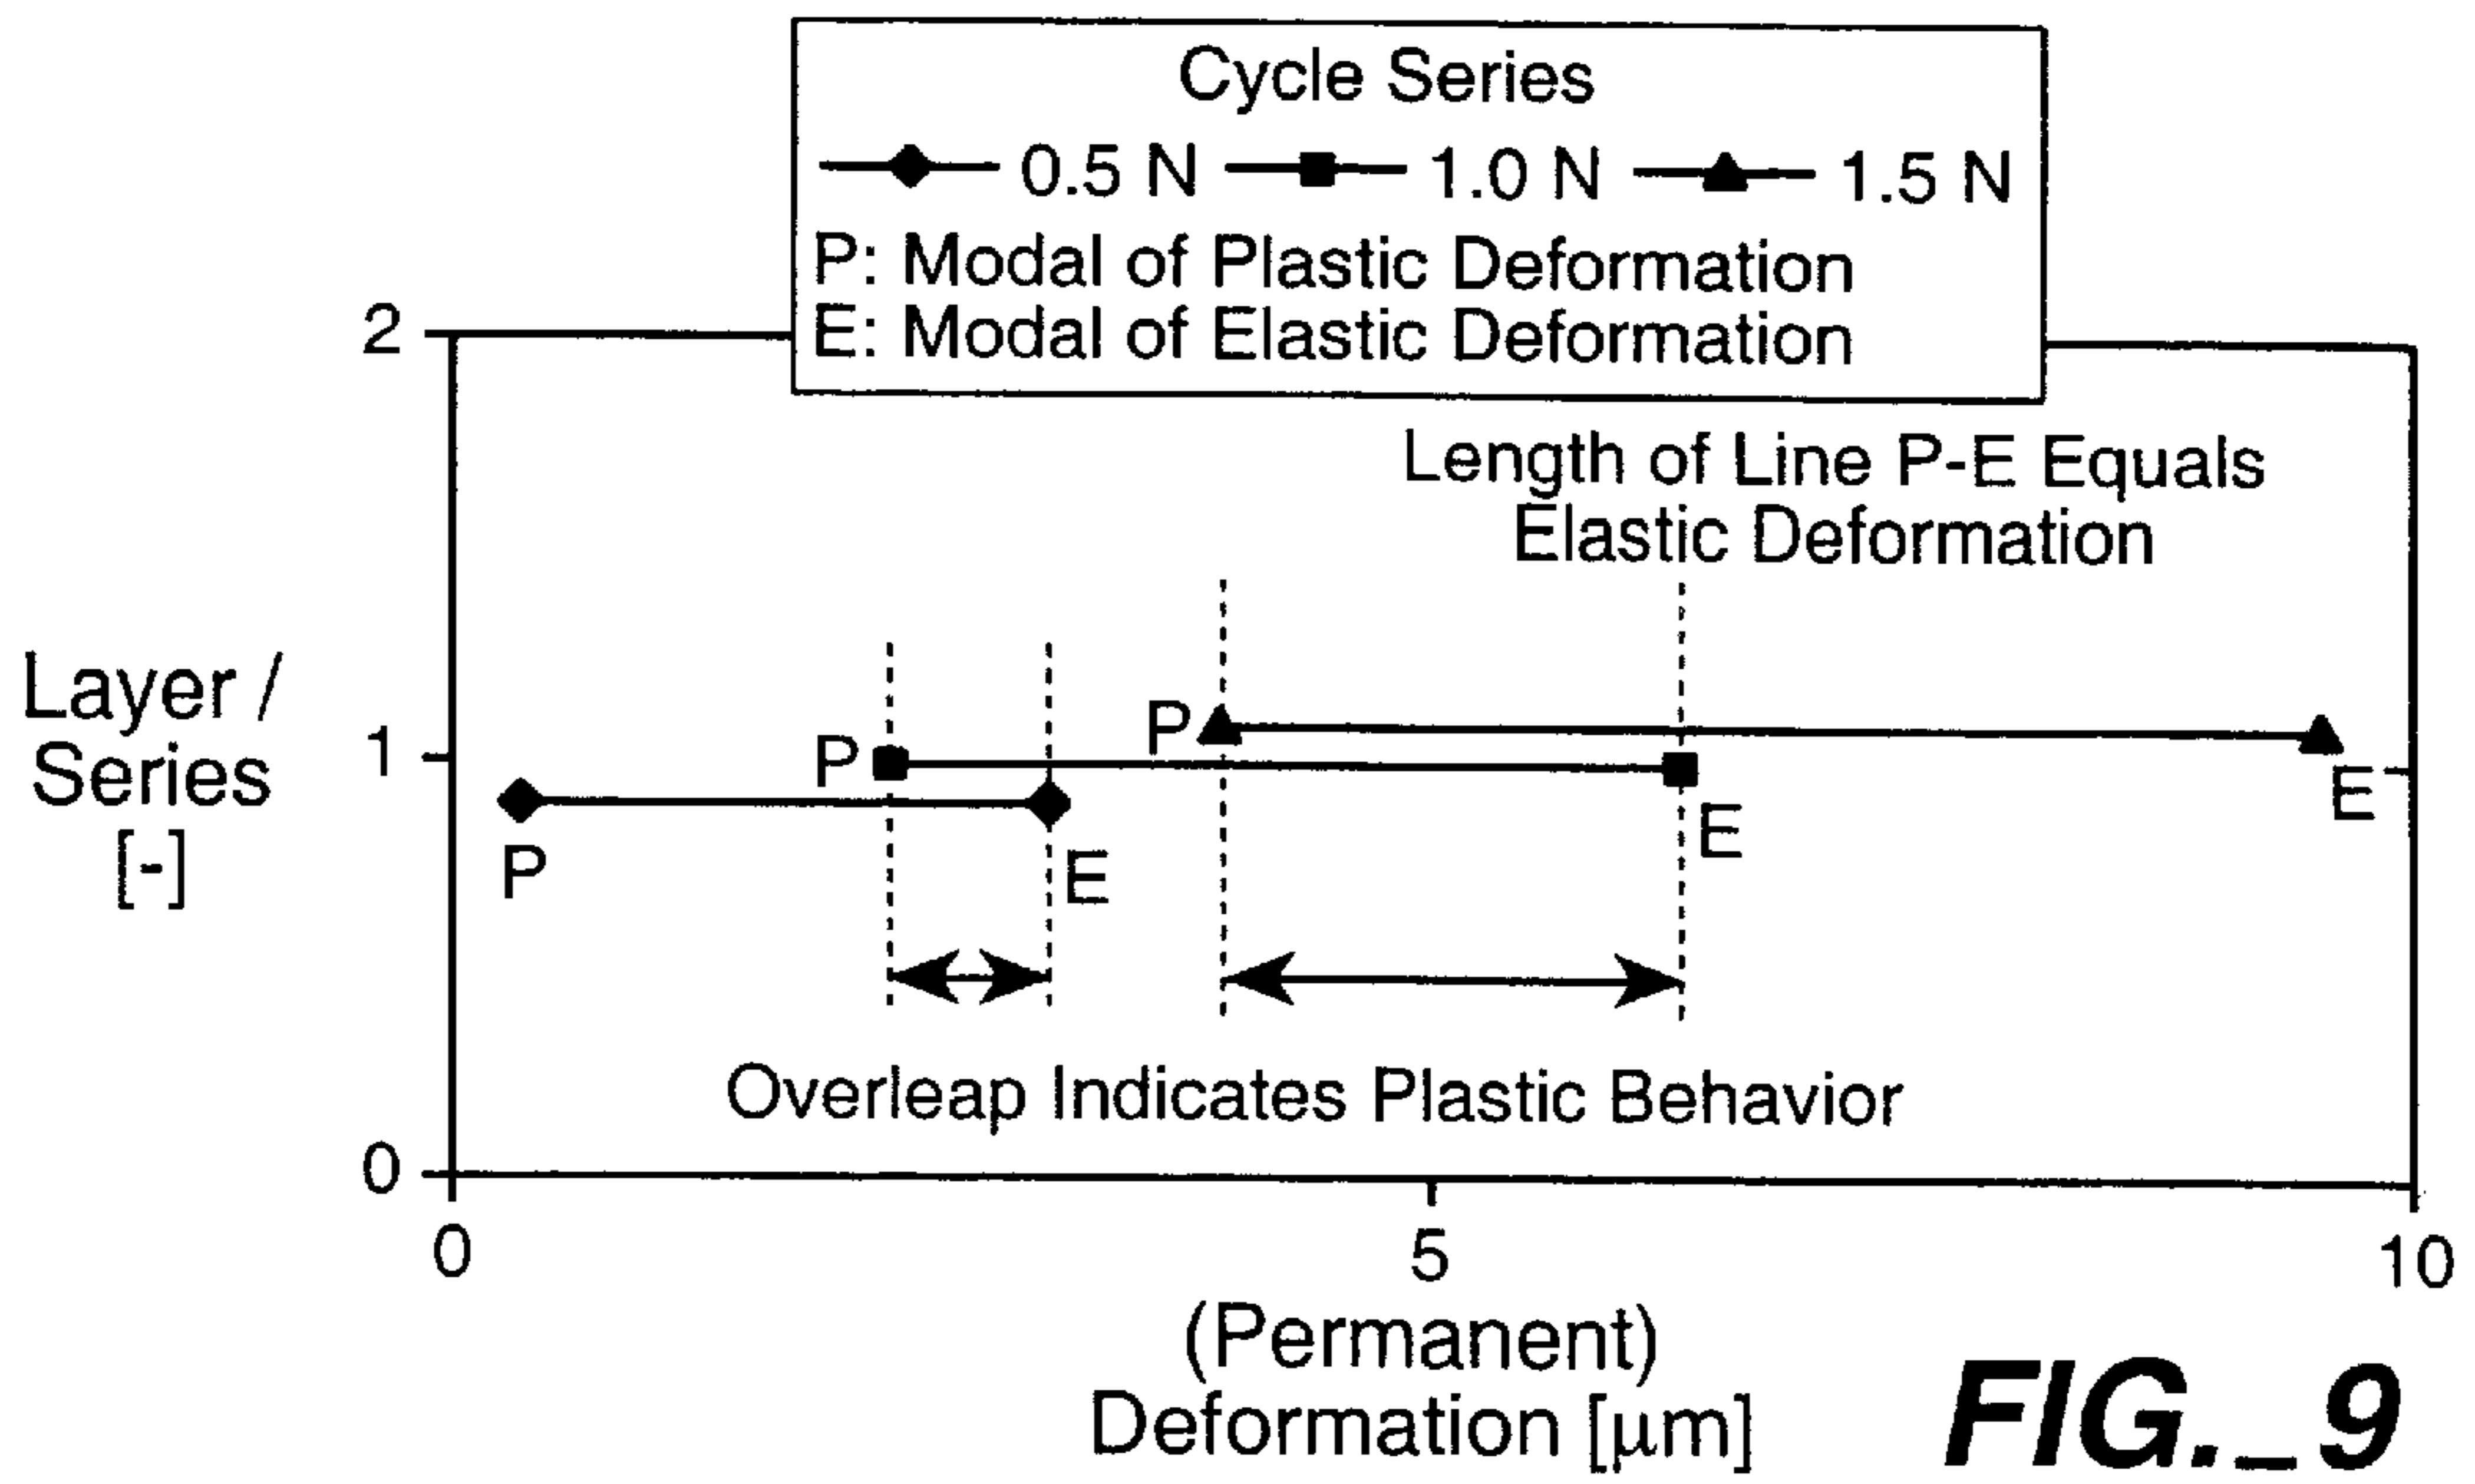 Cycle Series
0.5 N 1.0 N 1.5 N
P: Modal of Plastic Deformation
E: Modal of Elastic Deformation
2
Length of Line P-E Equals
Elastic Deformation
Layer /
Series
[-]
1
P
P
P
E
E
E
Overleap Indicates Plastic Behavior
0
0
5
10
(Permanent)
Deformation [μm]
FIG._9